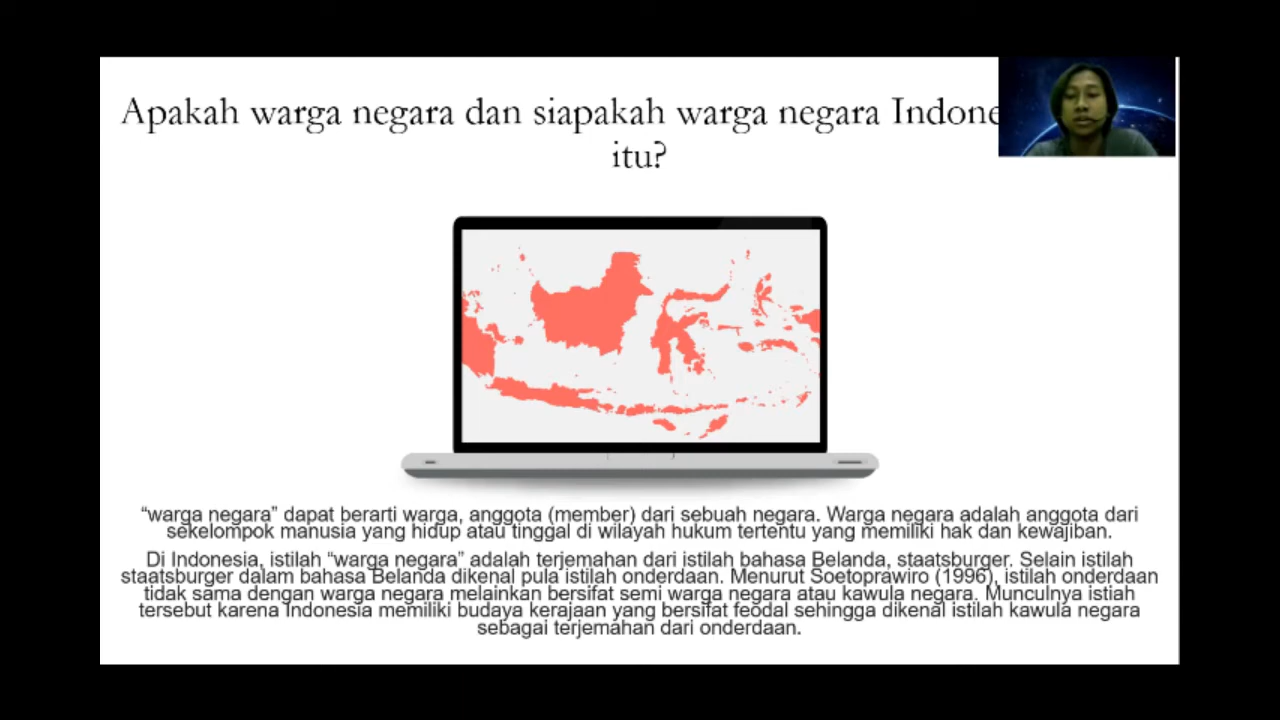 Apakah warga negara dan siapakah warga negara Indone
itu?
“warga negara” dapat berarti warga, anggota (member) dari sebuah negara. Warga negara adalah anggota dari
sekelompok manusia yang hidup atau tinggal di wilayah hukum tertentu yang memiliki hak dan kewajiban.
Di Indonesia, istilah “warga negara” adalah terjemahan dari istilah bahasa Belanda, staatsburger. Selain istilah
staatsburger dalam bahasa Belanda dikenal pula istilah onderdaan. Menurut Soetoprawiro (1996), istilah onderdaan
tidak sama dengan warga negara melainkan bersifat semi warga negara atau kawula negara. Munculnya istiah
tersebut karena Indonesia memiliki budaya kerajaan yang bersifat feodal sehingga dikenal istilah kawula negara
sebagai terjemahan dari onderdaan.